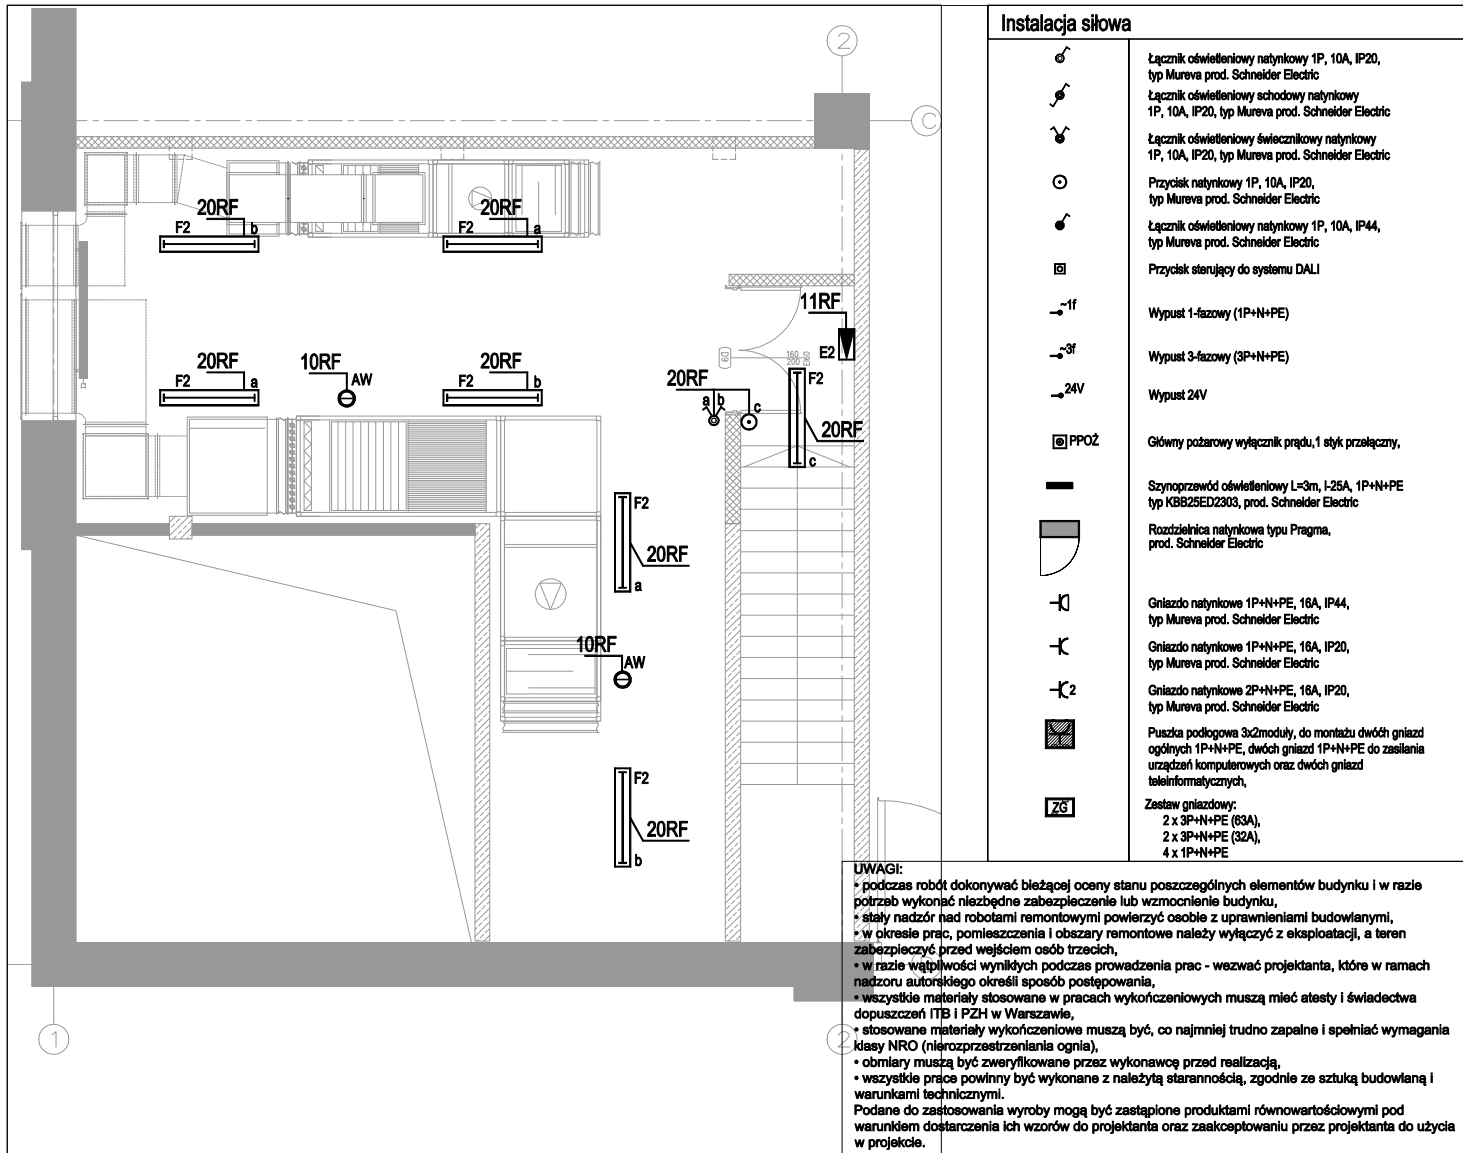 2
C
20RF
F2
b
20RF
F2
a
11RF
E2
160
200
E60
D9
20RF
F2
a
10RF
AW
20RF
F2
b
20RF
a
b
c
F2
20RF
c
F2
20RF
a
10RF
AW
F2
20RF
b
1
2
Instalacja siłowa
Łącznik oświetleniowy natynkowy 1P, 10A, IP20,
typ Mureva prod. Schneider Electric
Łącznik oświetleniowy schodowy natynkowy
1P, 10A, IP20, typ Mureva prod. Schneider Electric
Łącznik oświetleniowy świecznikowy natynkowy
1P, 10A, IP20, typ Mureva prod. Schneider Electric
Przycisk natynkowy 1P, 10A, IP20,
typ Mureva prod. Schneider Electric
Łącznik oświetleniowy natynkowy 1P, 10A, IP44,
typ Mureva prod. Schneider Electric
Przycisk sterujący do systemu DALI
~1f
Wypust 1-fazowy (1P+N+PE)
~3f
Wypust 3-fazowy (3P+N+PE)
24V
Wypust 24V
PPOŻ
Główny pożarowy wyłącznik prądu,1 styk przełączny,
Szynoprzewód oświetleniowy L=3m, I-25A, 1P+N+PE
typ KBB25ED2303, prod. Schneider Electric
Rozdzielnica natynkowa typu Pragma,
prod. Schneider Electric
Gniazdo natynkowe 1P+N+PE, 16A, IP44,
typ Mureva prod. Schneider Electric
Gniazdo natynkowe 1P+N+PE, 16A, IP20,
typ Mureva prod. Schneider Electric
2
Gniazdo natynkowe 2P+N+PE, 16A, IP20,
typ Mureva prod. Schneider Electric
Puszka podłogowa 3x2moduły, do montażu dwóch gniazd
ogólnych 1P+N+PE, dwóch gniazd 1P+N+PE do zasilania
urządzeń komputerowych oraz dwóch gniazd
teleinformatycznych,
ZG
Zestaw gniazdowy:
2 x 3P+N+PE (63A),
2 x 3P+N+PE (32A),
4 x 1P+N+PE
UWAGI:
• podczas robót dokonywać bieżącej oceny stanu poszczególnych elementów budynku i w razie
potrzeb wykonać niezbędne zabezpieczenie lub wzmocnienie budynku,
• stały nadzór nad robotami remontowymi powierzyć osobie z uprawnieniami budowlanymi,
• w okresie prac, pomieszczenia i obszary remontowe należy wyłączyć z eksploatacji, a teren
zabezpieczyć przed wejściem osób trzecich,
• w razie wątpliwości wynikłych podczas prowadzenia prac - wezwać projektanta, które w ramach
nadzoru autorskiego określi sposób postępowania,
• wszystkie materiały stosowane w pracach wykończeniowych muszą mieć atesty i świadectwa
dopuszczeń ITB i PZH w Warszawie,
• stosowane materiały wykończeniowe muszą być, co najmniej trudno zapalne i spełniać wymagania
klasy NRO (nierozprzestrzeniania ognia),
• obmiary muszą być zweryfikowane przez wykonawcę przed realizacją,
• wszystkie prace powinny być wykonane z należytą starannością, zgodnie ze sztuką budowlaną i
warunkami technicznymi.
Podane do zastosowania wyroby mogą być zastąpione produktami równowartościowymi pod
warunkiem dostarczenia ich wzorów do projektanta oraz zaakceptowaniu przez projektanta do użycia
w projekcie.